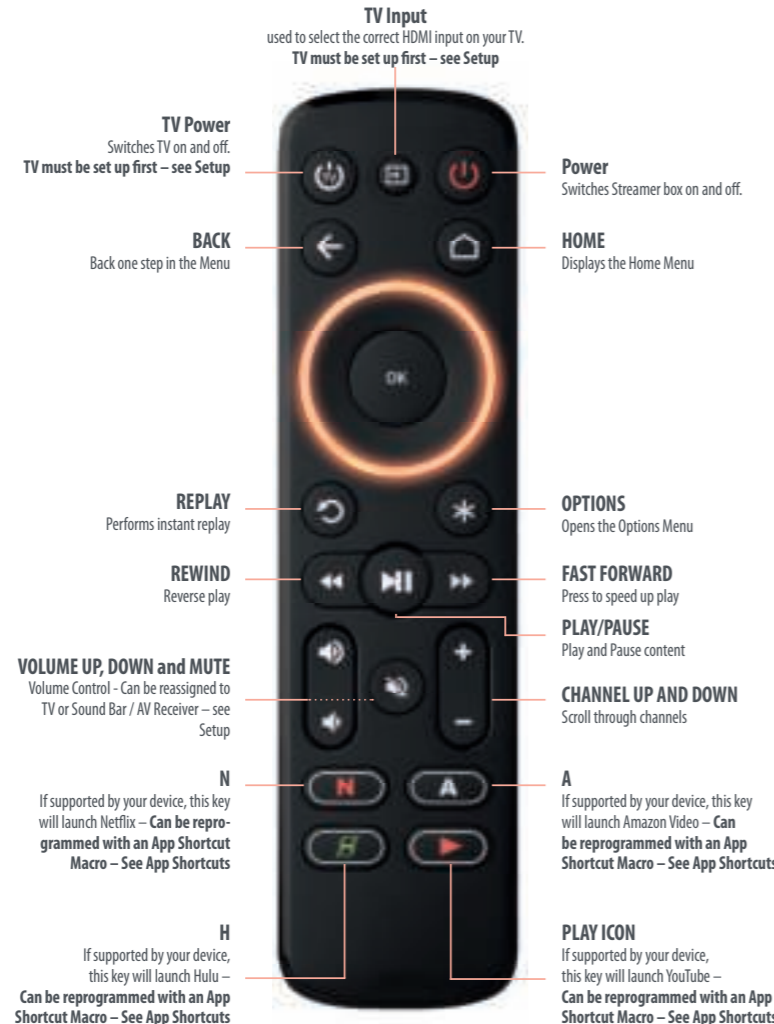 TV Input
used to select the correct HDMI input on your TV.
TV must be set up first – see Setup
TV Power
Switches TV on and off.
TV must be set up first – see Setup
Power
Switches Streamer box on and off.
BACK
Back one step in the Menu
HOME
Displays the Home Menu
OK
REPLAY
Performs instant replay
OPTIONS
Opens the Options Menu
REWIND
Reverse play
FAST FORWARD
Press to speed up play
PLAY/PAUSE
Play and Pause content
VOLUME UP, DOWN and MUTE
Volume Control - Can be reassigned to
TV or Sound Bar / AV Receiver – see
Setup
CHANNEL UP AND DOWN
Scroll through channels
N
A
N
If supported by your device, this key
will launch Netflix – Can be repro-
grammed with an App Shortcut
Macro – See App Shortcuts
A
If supported by your device, this key
will launch Amazon Video – Can
be reprogrammed with an App
Shortcut Macro – See App Shortcuts
H
H
If supported by your device,
this key will launch Hulu –
Can be reprogrammed with an App
Shortcut Macro – See App Shortcuts
PLAY ICON
If supported by your device,
this key will launch YouTube –
Can be reprogrammed with an App
Shortcut Macro – See App Shortcuts